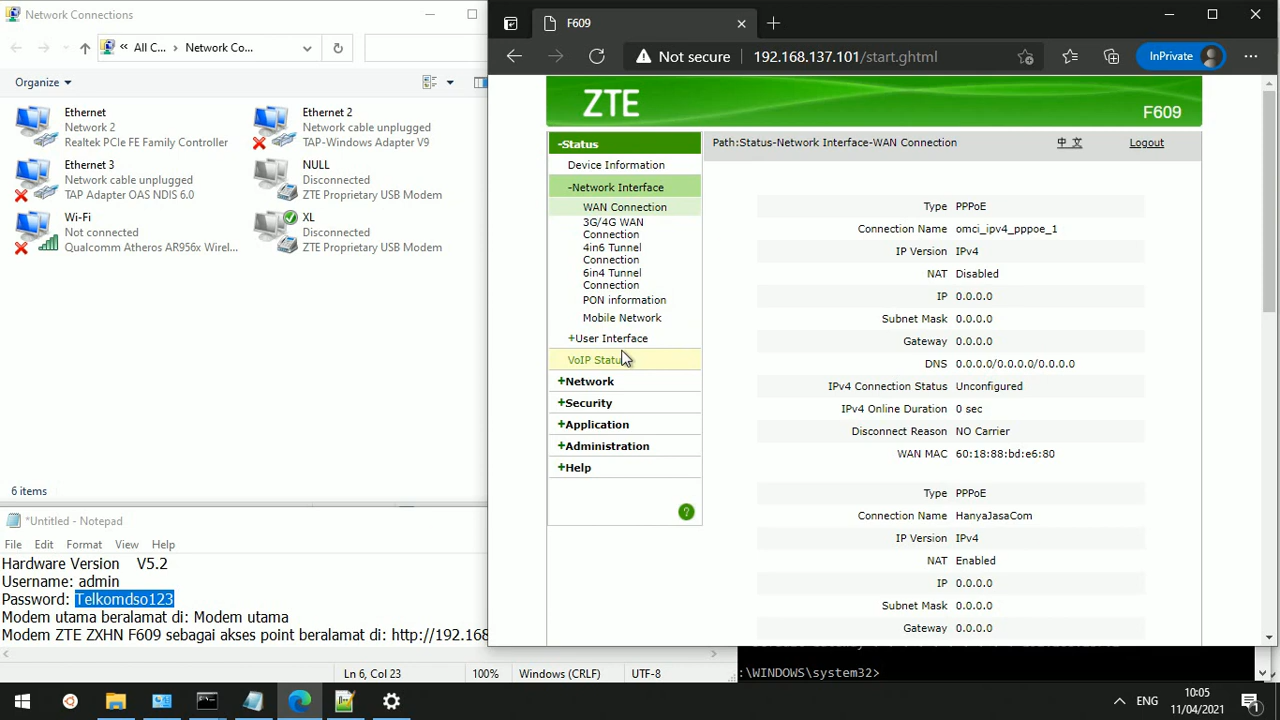 Network Connections
« All C... › Network Co...
Organize
Ethernet
Network 2
Realtek PCIe FE Family Controller
Ethernet 2
Network cable unplugged
TAP-Windows Adapter V9
Ethernet 3
Network cable unplugged
TAP Adapter OAS NDIS 6.0
NULL
Disconnected
ZTE Proprietary USB Modem
Wi-Fi
Not connected
Qualcomm Atheros AR956x Wirel...
XL
Disconnected
ZTE Proprietary USB Modem
6 items
*Untitled - Notepad
File Edit Format View Help
Hardware Version V5.2
Username: admin
Password: Telkomdso123
Modem utama beralamat di: Modem utama
Modem ZTE ZXHN F609 sebagai akses point beralamat di: http://192.168
Ln 6, Col 23 100% Windows (CRLF) UTF-8
F609
Not secure 192.168.137.101/start.ghtml InPrivate
ZTE
F609
-Status
Device Information
-Network Interface
WAN Connection
3G/4G WAN
Connection
4in6 Tunnel
Connection
6in4 Tunnel
Connection
PON information
Mobile Network
+User Interface
VoIP Statu
+Network
+Security
+Application
+Administration
+Help
?
Path:Status-Network Interface-WAN Connection 中 文 Logout
Type PPPoE
Connection Name omci_ipv4_pppoe_1
IP Version IPv4
NAT Disabled
IP 0.0.0.0
Subnet Mask 0.0.0.0
Gateway 0.0.0.0
DNS 0.0.0.0/0.0.0.0/0.0.0.0
IPv4 Connection Status Unconfigured
IPv4 Online Duration 0 sec
Disconnect Reason NO Carrier
WAN MAC 60:18:88:bd:e6:80
Type PPPoE
Connection Name HanyaJasaCom
IP Version IPv4
NAT Enabled
IP 0.0.0.0
Subnet Mask 0.0.0.0
Gateway 0.0.0.0
:\WINDOWS\system32>
ENG
10:05
11/04/2021
1